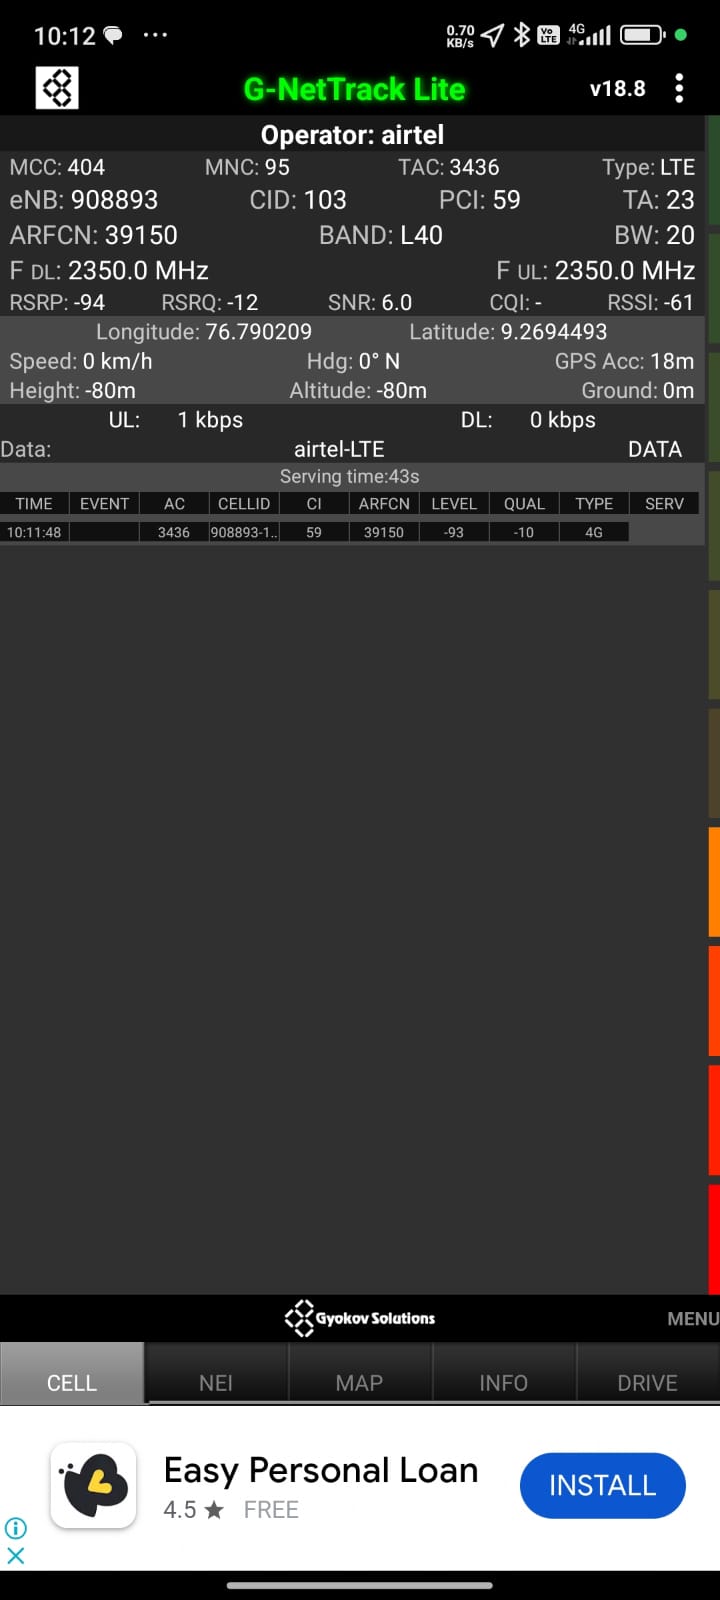 10:12 ...
0.70 KB/s Vo LTE 4G
G-NetTrack Lite v18.8
Operator: airtel
MCC: 404 MNC: 95 TAC: 3436 Type: LTE
eNB: 908893 CID: 103 PCI: 59 TA: 23
ARFCN: 39150 BAND: L40 BW: 20
F DL: 2350.0 MHz F UL: 2350.0 MHz
RSRP: -94 RSRQ: -12 SNR: 6.0 CQI: - RSSI: -61
Longitude: 76.790209 Latitude: 9.2694493
Speed: 0 km/h Hdg: 0° N GPS Acc: 18m
Height: -80m Altitude: -80m Ground: 0m
UL: 1 kbps DL: 0 kbps
Data: airtel-LTE DATA
Serving time:43s
TIME EVENT AC CELLID CI ARFCN LEVEL QUAL TYPE SERV
10:11:48 3436 908893-1.. 59 39150 -93 -10 4G
Gyokov Solutions MENU
CELL NEI MAP INFO DRIVE
Easy Personal Loan
4.5 ★ FREE
INSTALL